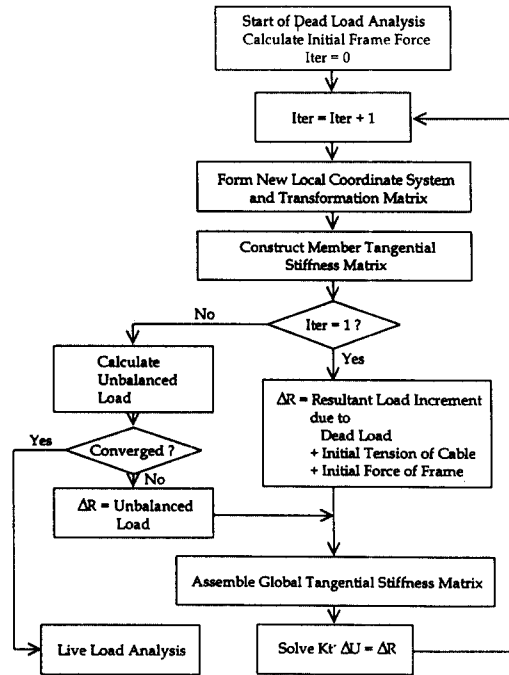 Start of Dead Load Analysis
Calculate Initial Frame Force
Iter = 0
Iter = Iter + 1
Form New Local Coordinate System
and Transformation Matrix
Construct Member Tangential
Stiffness Matrix
Iter = 1 ?
No
Yes
Calculate
Unbalanced
Load
ΔR = Resultant Load Increment
due to
Dead Load
+ Initial Tension of Cable
+ Initial Force of Frame
Converged ?
Yes
No
ΔR = Unbalanced
Load
Assemble Global Tangential Stiffness Matrix
Live Load Analysis
Solve Kt· ΔU = ΔR